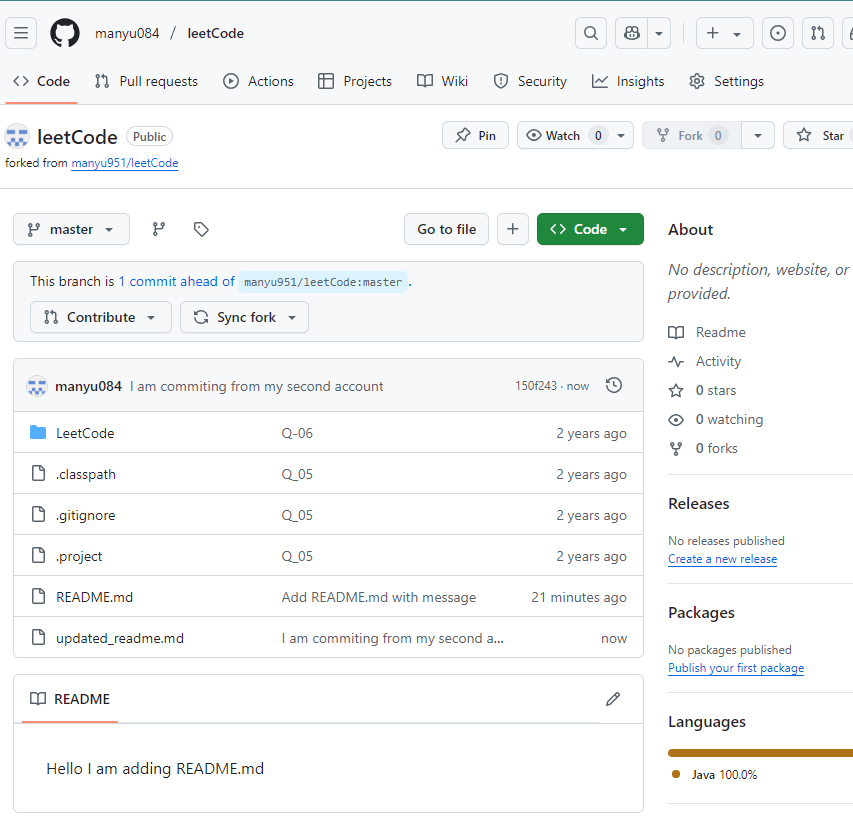 manyu084 / leetCode
Code Pull requests Actions Projects Wiki Security Insights Settings
leetCode Public Pin Watch 0 Fork 0 Star
forked from manyu951/leetCode
master Go to file Code
This branch is 1 commit ahead of manyu951/leetCode:master .
Contribute Sync fork
manyu084 I am commiting from my second account 150f243 · now
LeetCode Q-06 2 years ago
.classpath Q_05 2 years ago
.gitignore Q_05 2 years ago
.project Q_05 2 years ago
README.md Add README.md with message 21 minutes ago
updated_readme.md I am commiting from my second a... now
README
Hello I am adding README.md
About
No description, website, or
provided.
Readme
Activity
0 stars
0 watching
0 forks
Releases
No releases published
Create a new release
Packages
No packages published
Publish your first package
Languages
Java 100.0%